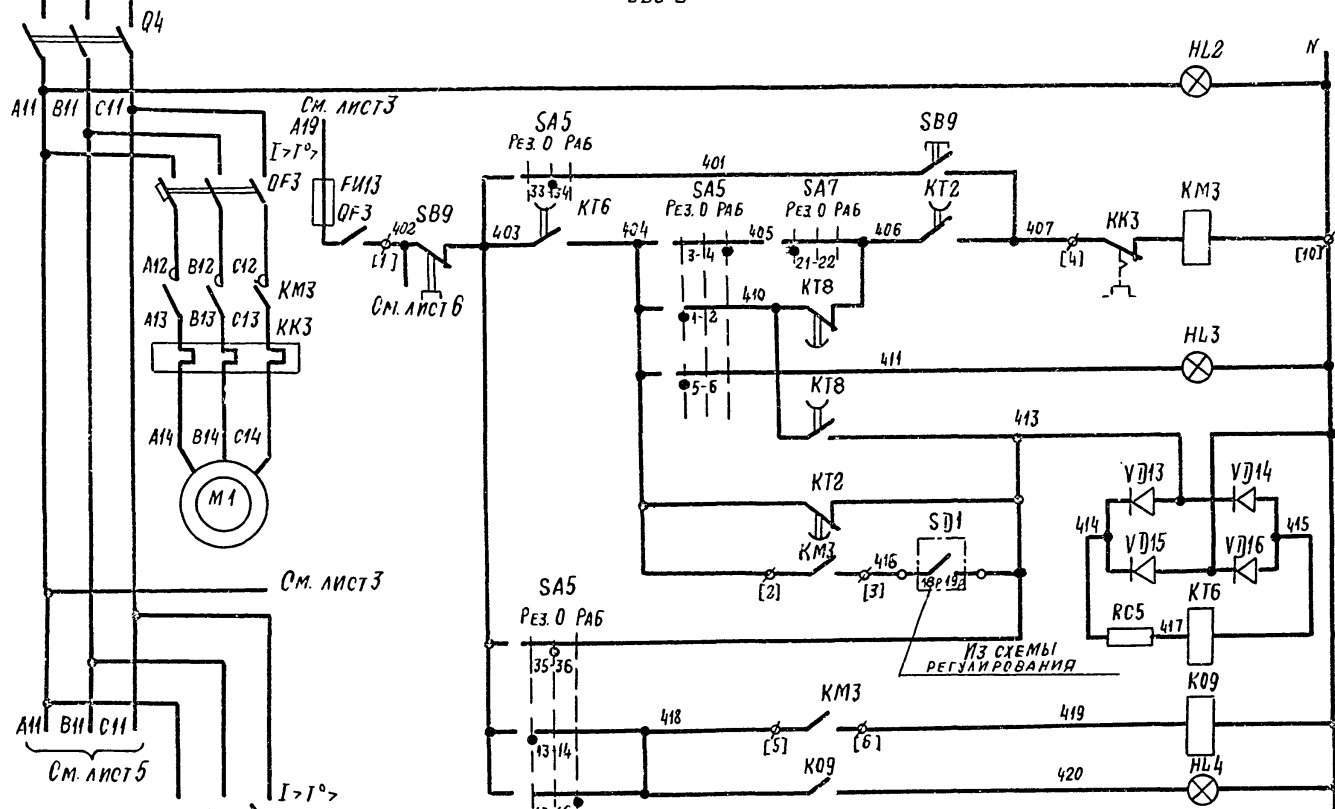 Q4
HL2
N
A11 B11 C11
См. лист 3
A19
SA5
Рез. 0 Раб
SB9
401
I>T°>
QF3
FU13
33 34
KT6
SA5
Рез. 0 Раб
SA7
Рез. 0 Раб
KT2
KM3
QF3
402
SB9
403
404
405
406
407
KK3
[1]
3-4
21-22
[4]
[10]
A12 B12 C12
См. лист 6
410
KT8
KM3
1-2
A13 B13 C13
KK3
HL3
411
5-6
KT8
413
A14 B14 C14
VD13
VD14
M1
KT2
SD1
414
415
KM3
416
VD15
VD16
18р 19р
[2]
[3]
См. лист 3
SA5
Рез. 0 Раб
RC5
417
KT6
Из схемы
регулирования
35 36
K09
KM3
A11 B11 C11
418
419
13-14
[5]
[6]
См. лист 5
K09
HL4
420
I>T°>